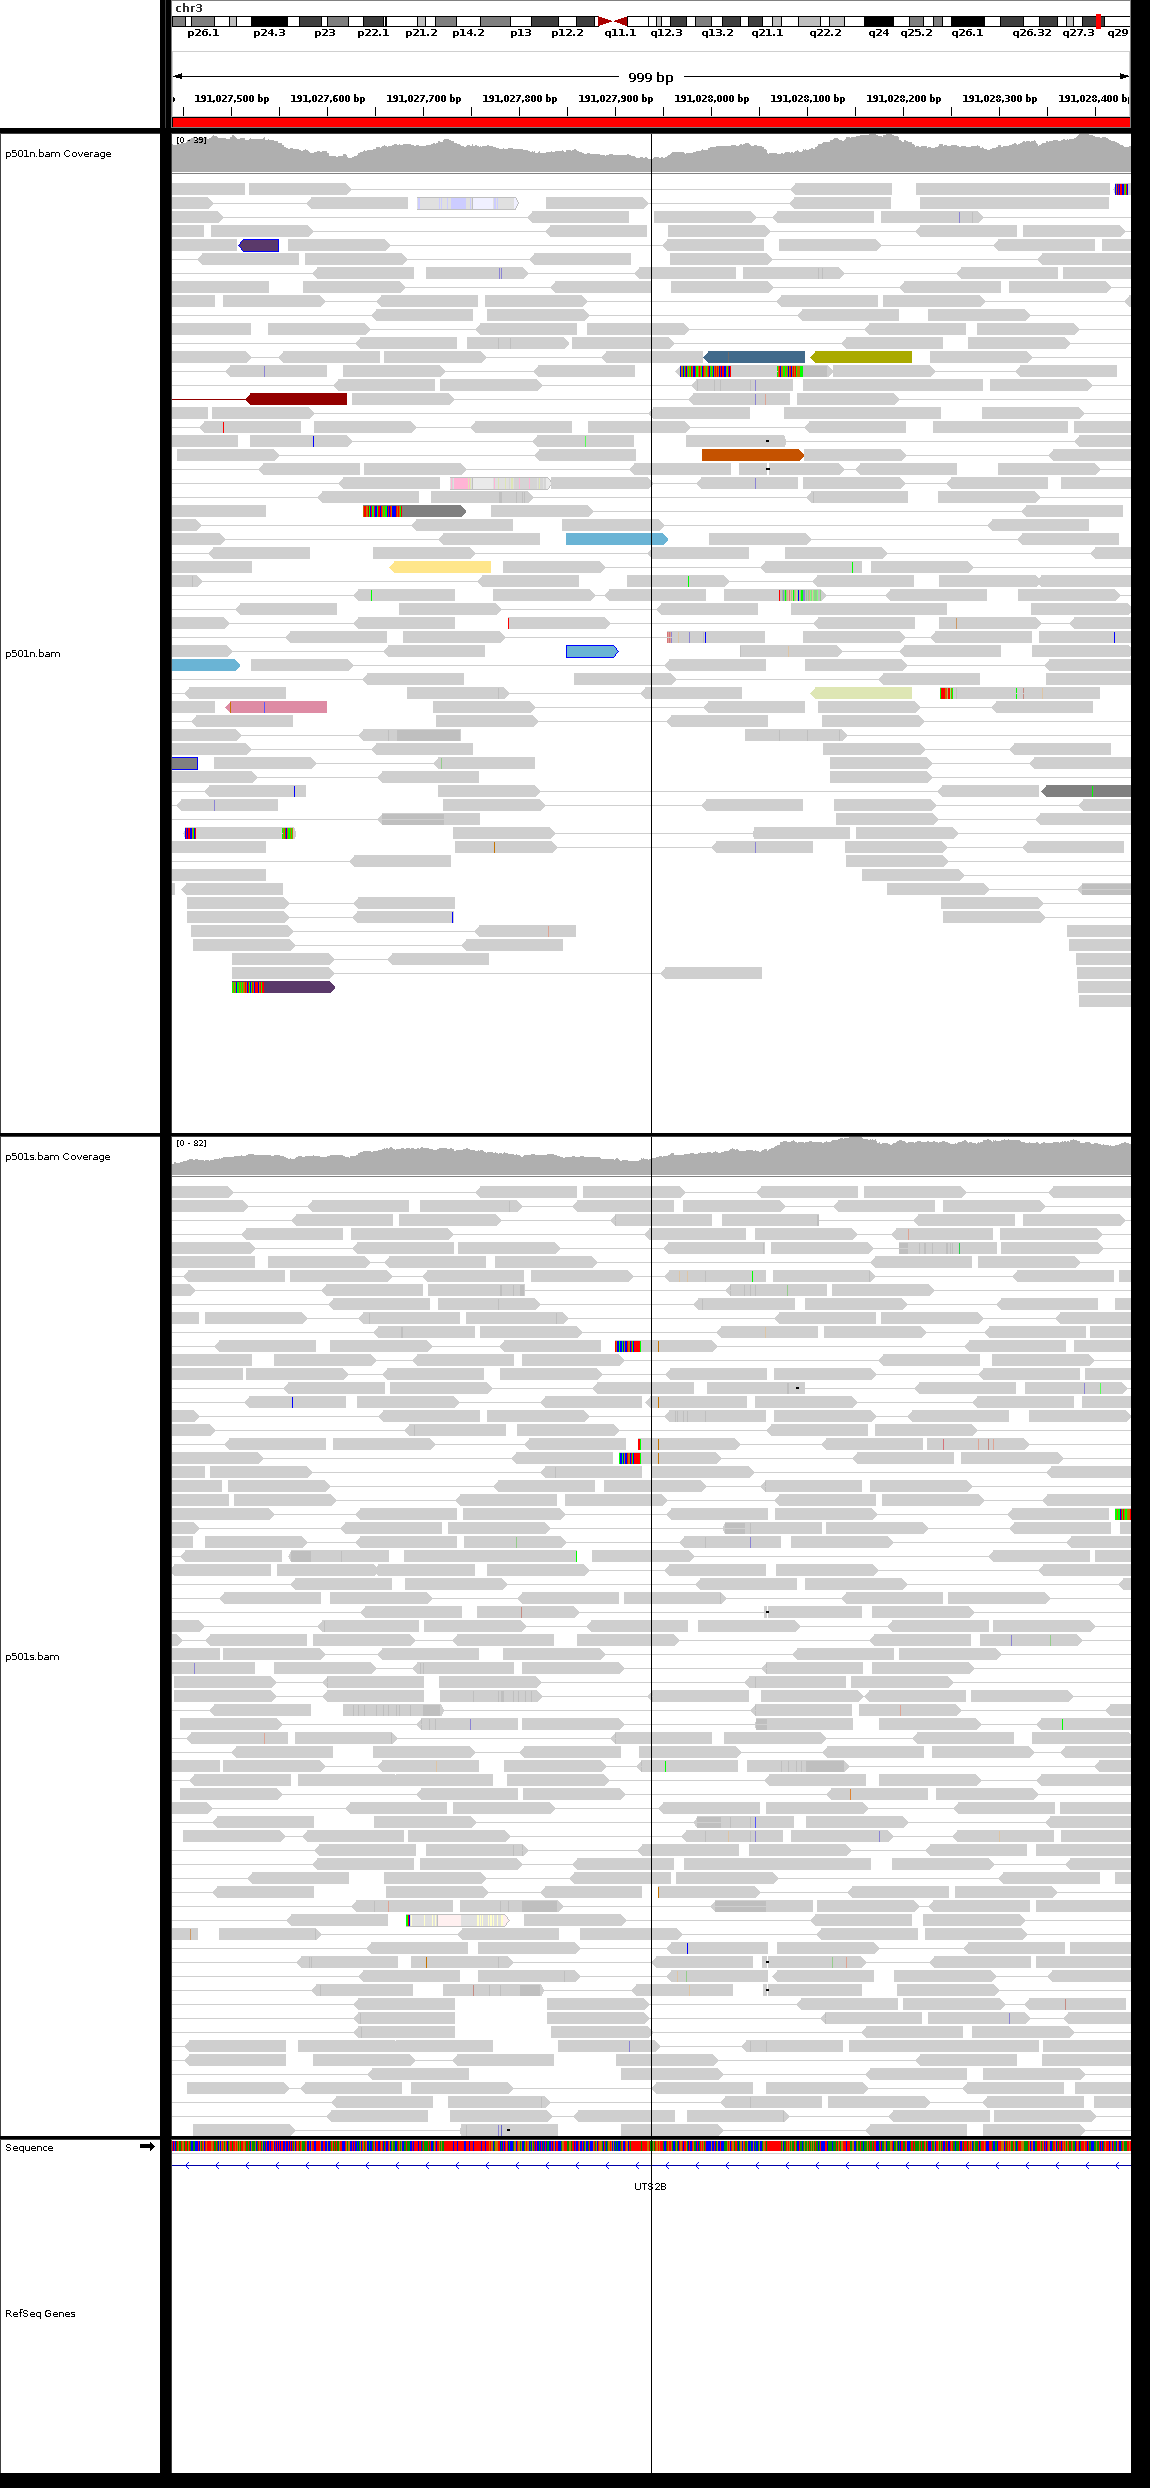 chr3
p26.1 p24.3 p23 p22.1 p21.2 p14.2 p13 p12.2 q11.1 q12.3 q13.2 q21.1 q22.2 q24 q25.2 q26.1 q26.32 q27.3 q29
999 bp
191,027,500 bp 191,027,600 bp 191,027,700 bp 191,027,800 bp 191,027,900 bp 191,028,000 bp 191,028,100 bp 191,028,200 bp 191,028,300 bp 191,028,400 bp
[0 - 39]
p501n.bam Coverage
p501n.bam
[0 - 82]
p501s.bam Coverage
p501s.bam
Sequence
UTS2B
RefSeq Genes